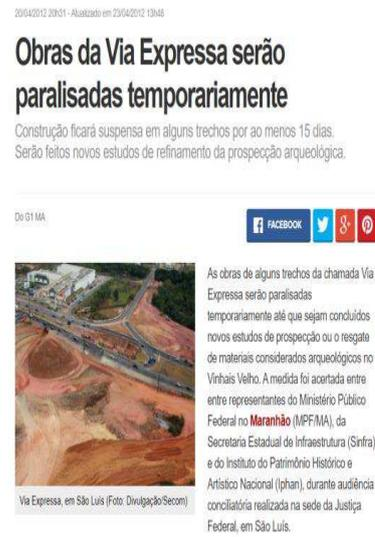 20/04/2012 20h31 - Atualizado em 23/04/2012 13h46
Obras da Via Expressa serão
paralisadas temporariamente
Construção ficará suspensa em alguns trechos por ao menos 15 dias.
Serão feitos novos estudos de refinamento da prospecção arqueológica.
Do G1 MA
FACEBOOK
As obras de alguns trechos da chamada Via
Expressa serão paralisadas
temporariamente até que sejam concluídos
novos estudos de prospecção ou o resgate
de materiais considerados arqueológicos no
Vinhais Velho. A medida foi acertada entre
entre representantes do Ministério Público
Federal no Maranhão (MPF/MA), da
Secretaria Estadual de Infraestrutura (Sinfra)
e do Instituto do Patrimônio Histórico e
Artístico Nacional (Iphan), durante audiência
conciliatória realizada na sede da Justiça
Federal, em São Luís.
Via Expressa, em São Luís (Foto: Divulgação/Secom)